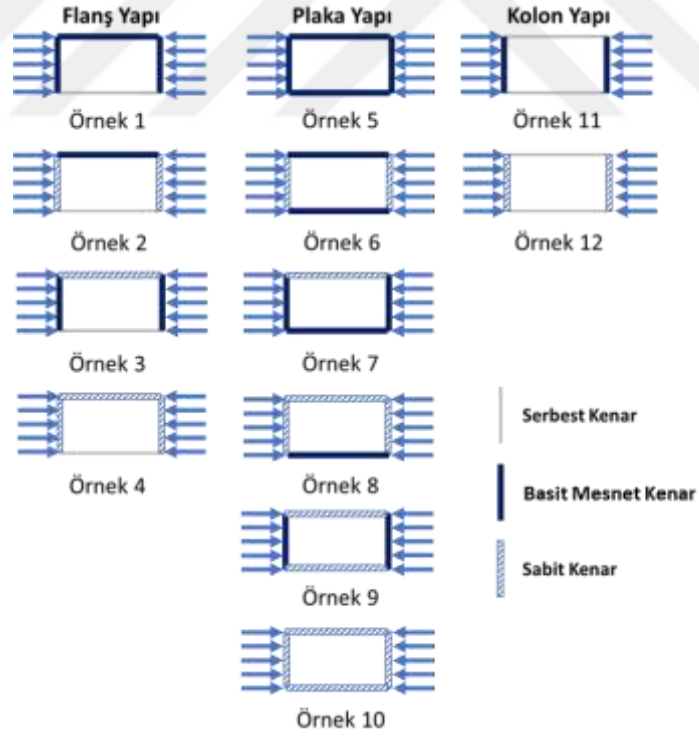 Flanş Yapı
Plaka Yapı
Kolon Yapı
Örnek 1
Örnek 5
Örnek 11
Örnek 2
Örnek 6
Örnek 12
Örnek 3
Örnek 7
Örnek 4
Örnek 8
Örnek 9
Örnek 10
Serbest Kenar
Basit Mesnet Kenar
Sabit Kenar